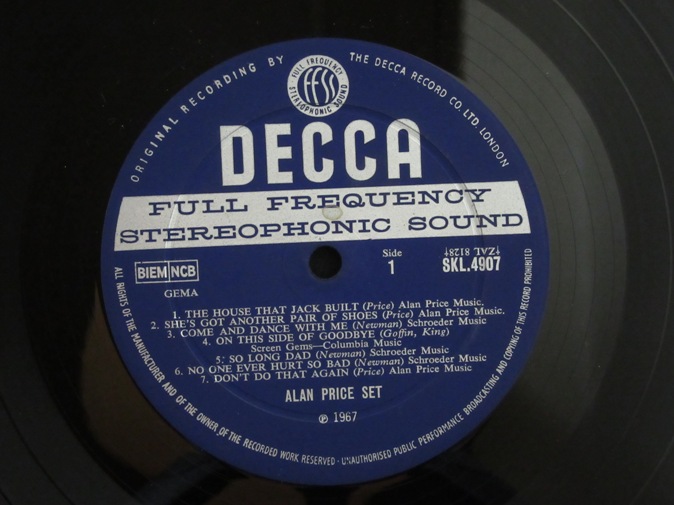 ORIGINAL RECORDING BY
THE DECCA RECORD CO LTD. LONDON
FULL FREQUENCY
ffss
STEREOPHONIC SOUND
DECCA
FULL FREQUENCY
STEREOPHONIC SOUND
BIEM NCB
GEMA
Side
1
ZAL 8128
SKL.4907
1. THE HOUSE THAT JACK BUILT (Price) Alan Price Music.
2. SHE'S GOT ANOTHER PAIR OF SHOES (Price) Alan Price Music.
3. COME AND DANCE WITH ME (Newman) Schroeder Music
4. ON THIS SIDE OF GOODBYE (Goffin, King)
Screen Gems—Columbia Music
5. SO LONG DAD (Newman) Schroeder Music
6. NO ONE EVER HURT SO BAD (Newman) Schroeder Music
7. DON'T DO THAT AGAIN (Price) Alan Price Music
ALAN PRICE SET
℗ 1967
ALL RIGHTS OF THE MANUFACTURER AND OF THE OWNER OF THE RECORDED WORK RESERVED · UNAUTHORISED PUBLIC PERFORMANCE BROADCASTING AND COPYING OF THIS RECORD PROHIBITED